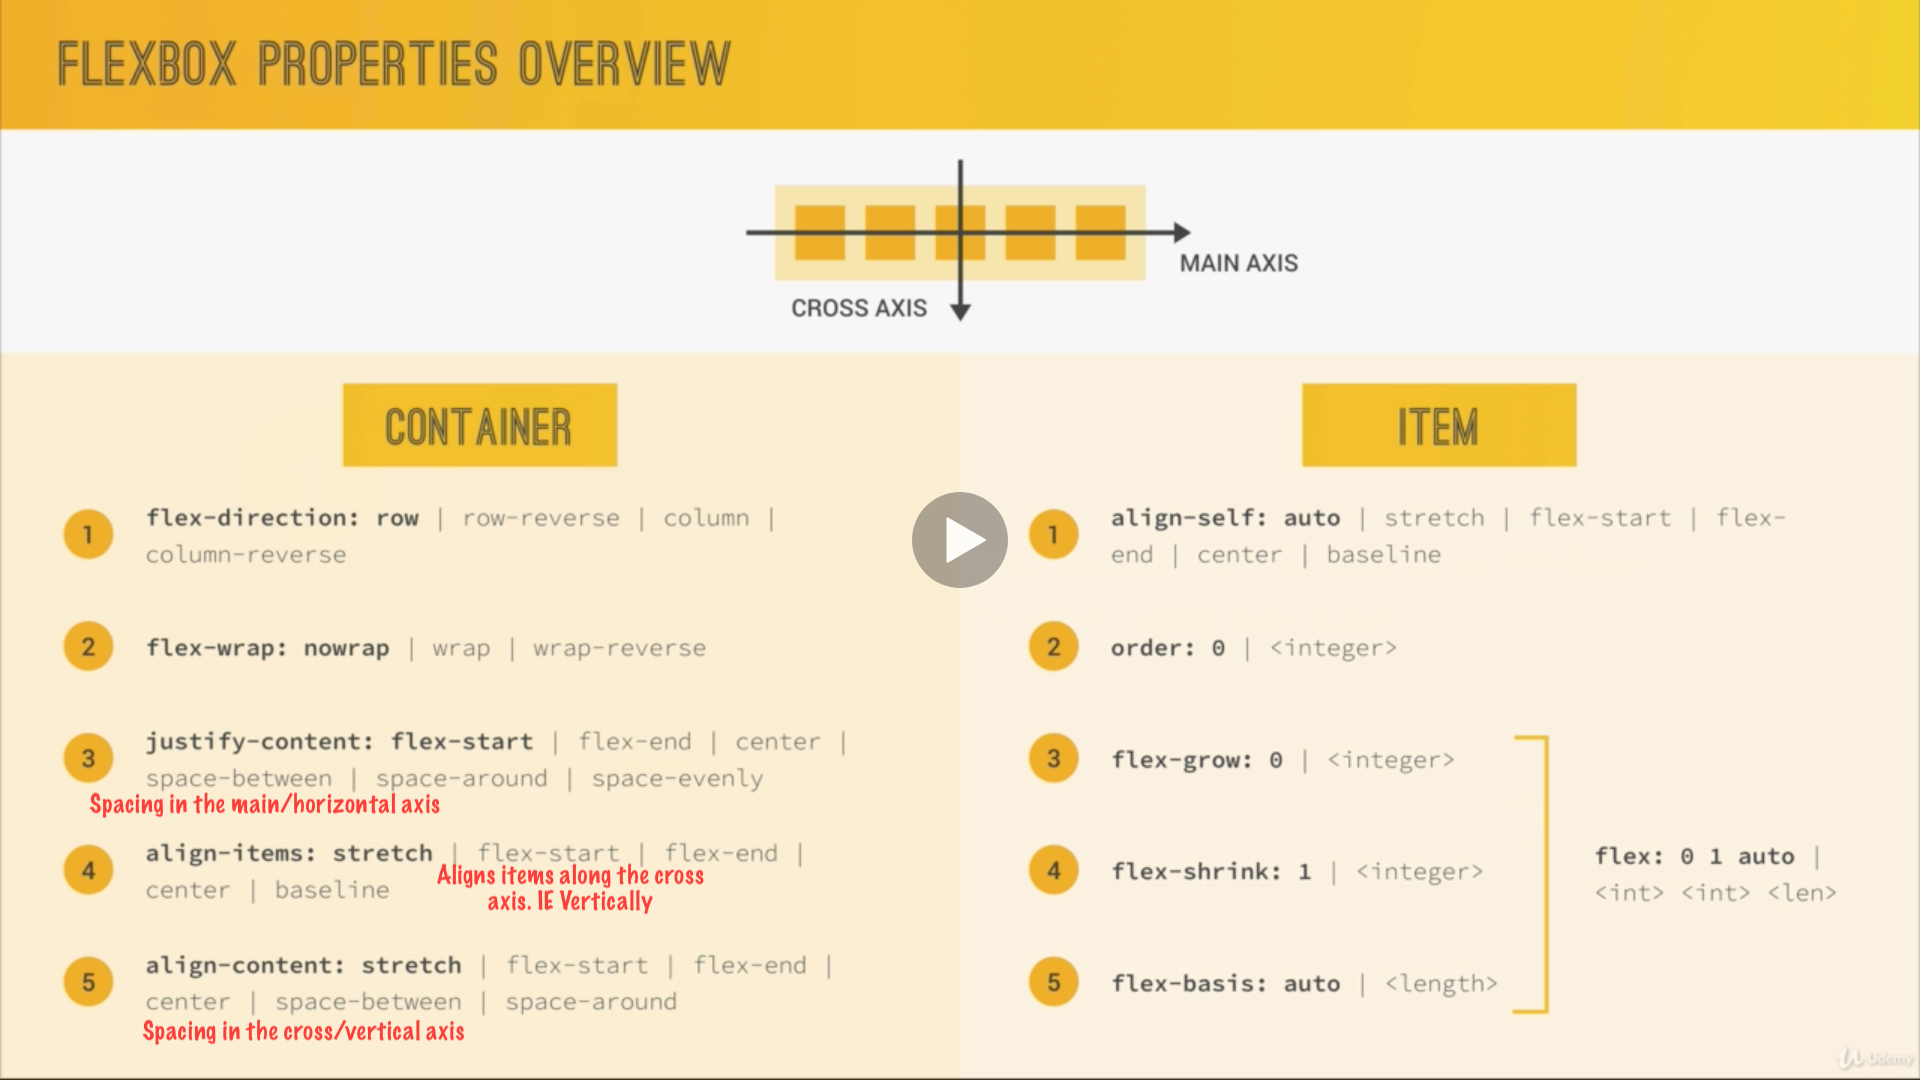 FLEXBOX PROPERTIES OVERVIEW
MAIN AXIS
CROSS AXIS
CONTAINER
1
flex-direction: row | row-reverse | column |
column-reverse
2
flex-wrap: nowrap | wrap | wrap-reverse
3
justify-content: flex-start | flex-end | center |
space-between | space-around | space-evenly
Spacing in the main/horizontal axis
4
align-items: stretch | flex-start | flex-end |
center | baseline
Aligns items along the cross
axis. IE Vertically
5
align-content: stretch | flex-start | flex-end |
center | space-between | space-around
Spacing in the cross/vertical axis
ITEM
1
align-self: auto | stretch | flex-start | flex-
end | center | baseline
2
order: 0 | <integer>
3
flex-grow: 0 | <integer>
4
flex-shrink: 1 | <integer>
5
flex-basis: auto | <length>
flex: 0 1 auto |
<int> <int> <len>
Udemy